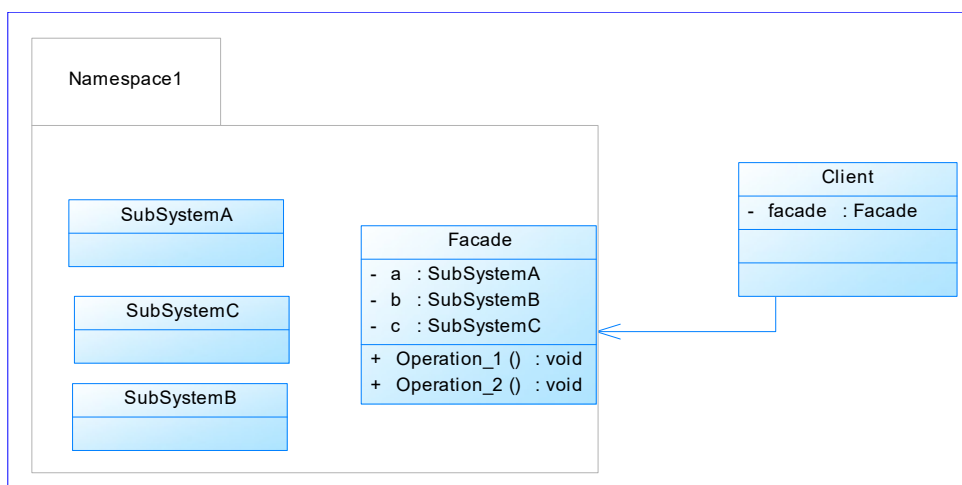 Namespace1
SubSystemA
SubSystemC
SubSystemB
Facade
- a : SubSystemA
- b : SubSystemB
- c : SubSystemC
+ Operation_1 () : void
+ Operation_2 () : void
Client
- facade : Facade